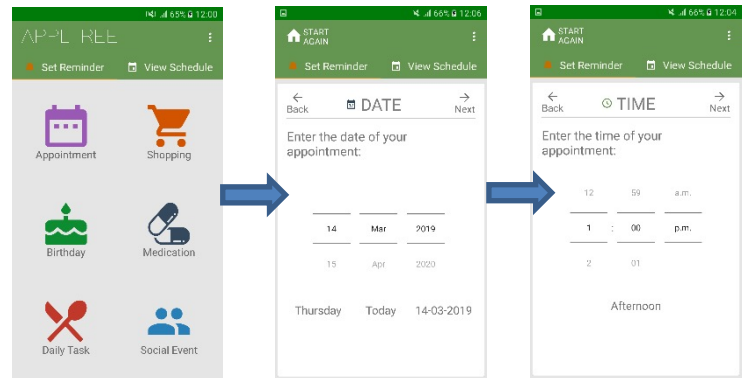 65% 12:00
APPL REE
Set Reminder View Schedule
Appointment Shopping
Birthday Medication
Daily Task Social Event
66% 12:06
START
AGAIN
Set Reminder View Schedule
Back DATE Next
Enter the date of your
appointment:
14 Mar 2019
15 Apr 2020
Thursday Today 14-03-2019
66% 12:04
START
AGAIN
Set Reminder View Schedule
Back TIME Next
Enter the time of your
appointment:
12 59 a.m.
1 : 00 p.m.
2 01
Afternoon